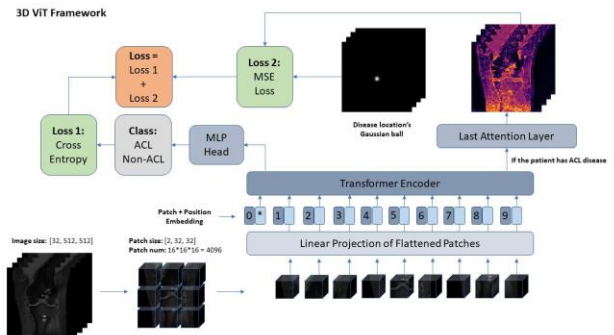 3D ViT Framework
Loss =
Loss 1
+
Loss 2
Loss 2:
MSE
Loss
Disease location's
Gaussian ball
Last Attention Layer
If the patient has ACL disease
Loss 1:
Cross
Entropy
Class:
ACL
Non-ACL
MLP
Head
Transformer Encoder
Patch + Position
Embedding
0 * 1 2 3 4 5 6 7 8 9
Linear Projection of Flattened Patches
Image size: [32, 512, 512]
Patch size: [2, 32, 32]
Patch num: 16*16*16 = 4096